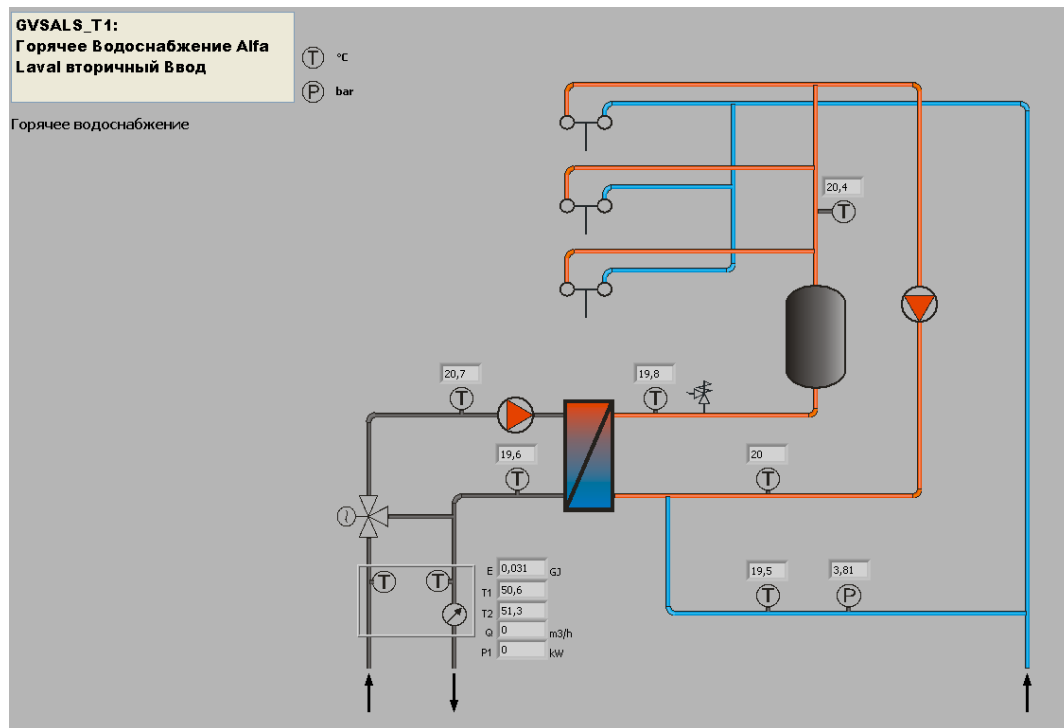 GVSALS_T1:
Горячее Водоснабжение Alfa
Laval вторичный Ввод
T °C
P bar
Горячее водоснабжение
20,4
T
20,7
T
19,8
T
19,6
T
20
T
19,5
T
3,81
P
T T
E 0,031 GJ
T1 50,6
T2 51,3
Q 0 m3/h
P1 0 kW